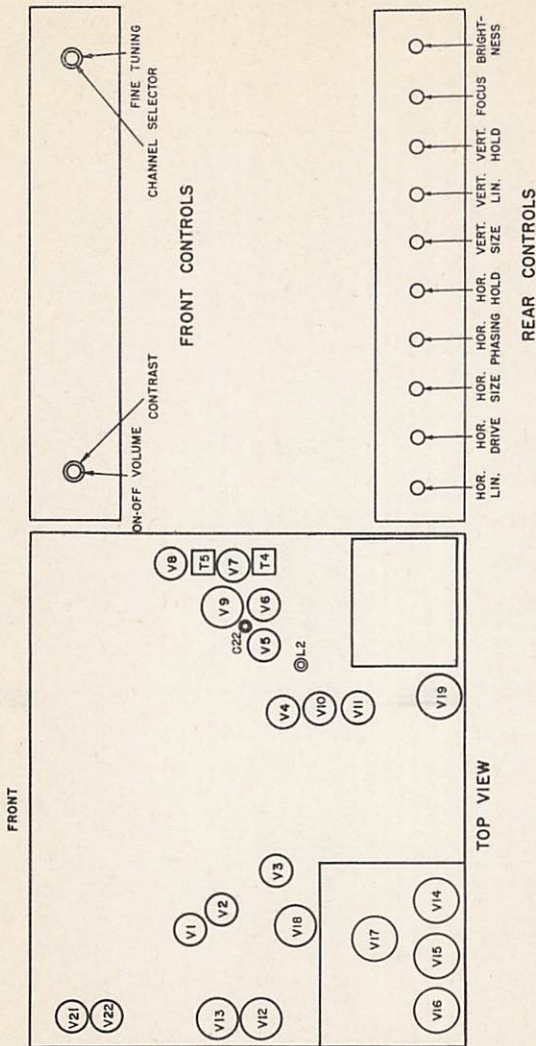 FRONT
V21
V22
V13
V12
V1
V2
V18
V3
V17
V16
V15
V14
V4
V10
V11
V19
V9
C22
V5
V6
L2
V8
T5
V7
T4
TOP VIEW
ON-OFF VOLUME
CONTRAST
CHANNEL SELECTOR
FINE TUNING
FRONT CONTROLS
HOR.
LIN.
HOR.
DRIVE
HOR.
SIZE
HOR.
PHASING
HOR.
HOLD
VERT.
SIZE
VERT.
LIN.
VERT.
HOLD
FOCUS
BRIGHT-
NESS
REAR CONTROLS